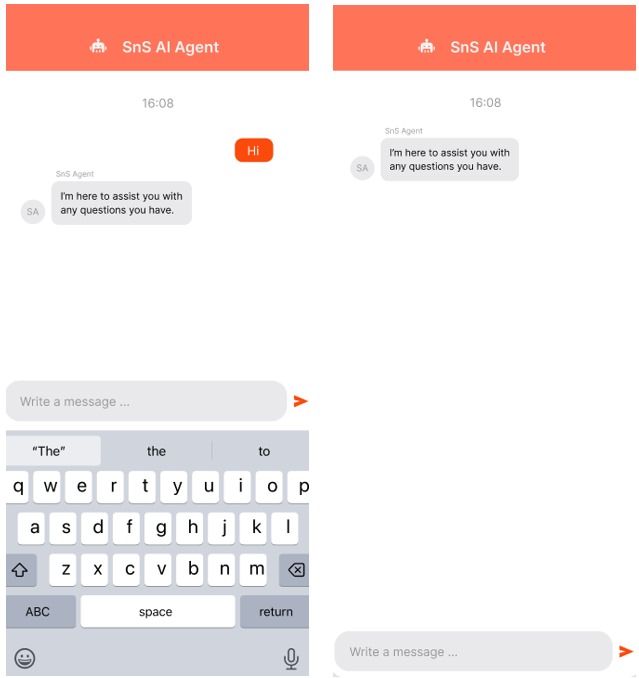 SnS AI Agent
16:08
Hi
SnS Agent
SA
I'm here to assist you with
any questions you have.
Write a message ...
“The” the to
q w e r t y u i o p
a s d f g h j k l
z x c v b n m
ABC space return
SnS AI Agent
16:08
SnS Agent
SA
I'm here to assist you with
any questions you have.
Write a message ...